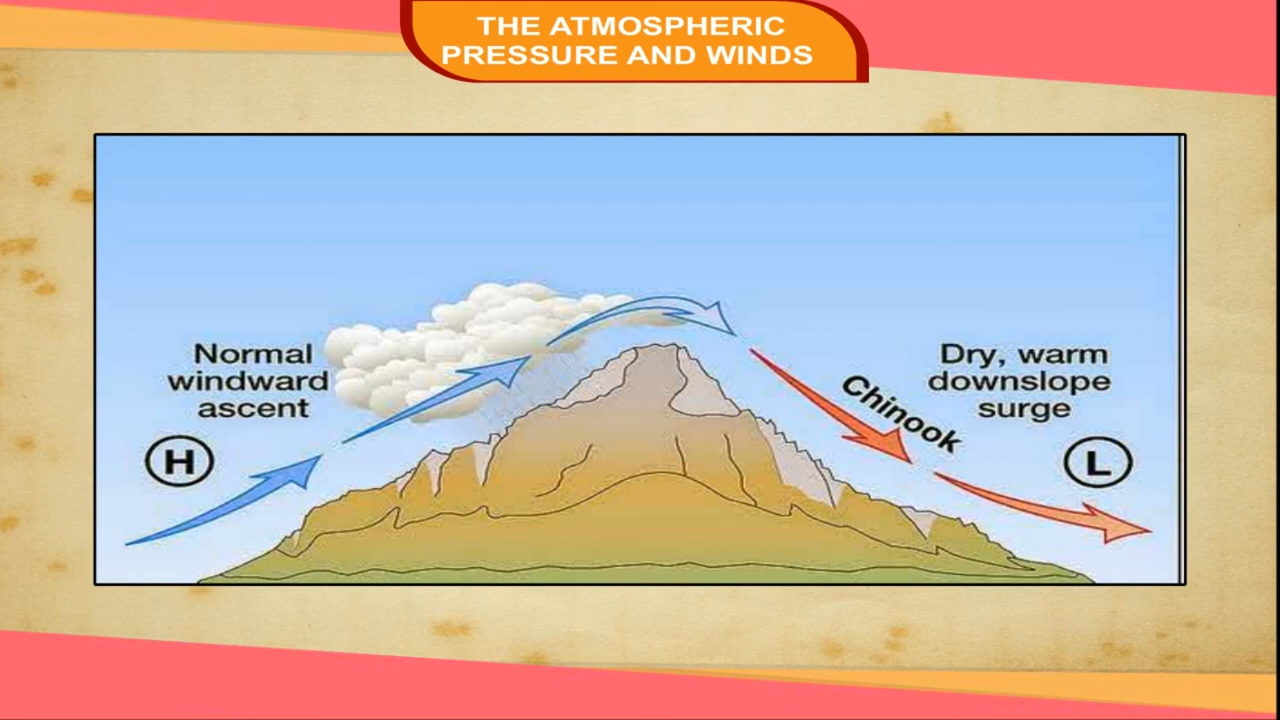 THE ATMOSPHERIC
PRESSURE AND WINDS
Normal
windward
ascent
H
Chinook
Dry, warm
downslope
surge
L